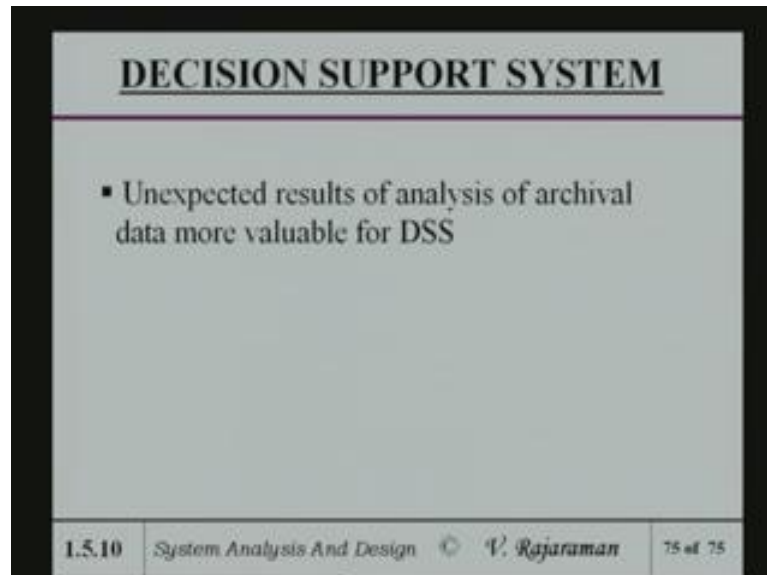 DECISION SUPPORT SYSTEM
▪ Unexpected results of analysis of archival
data more valuable for DSS
1.5.10 System Analysis And Design © V. Rajaraman 75 of 75